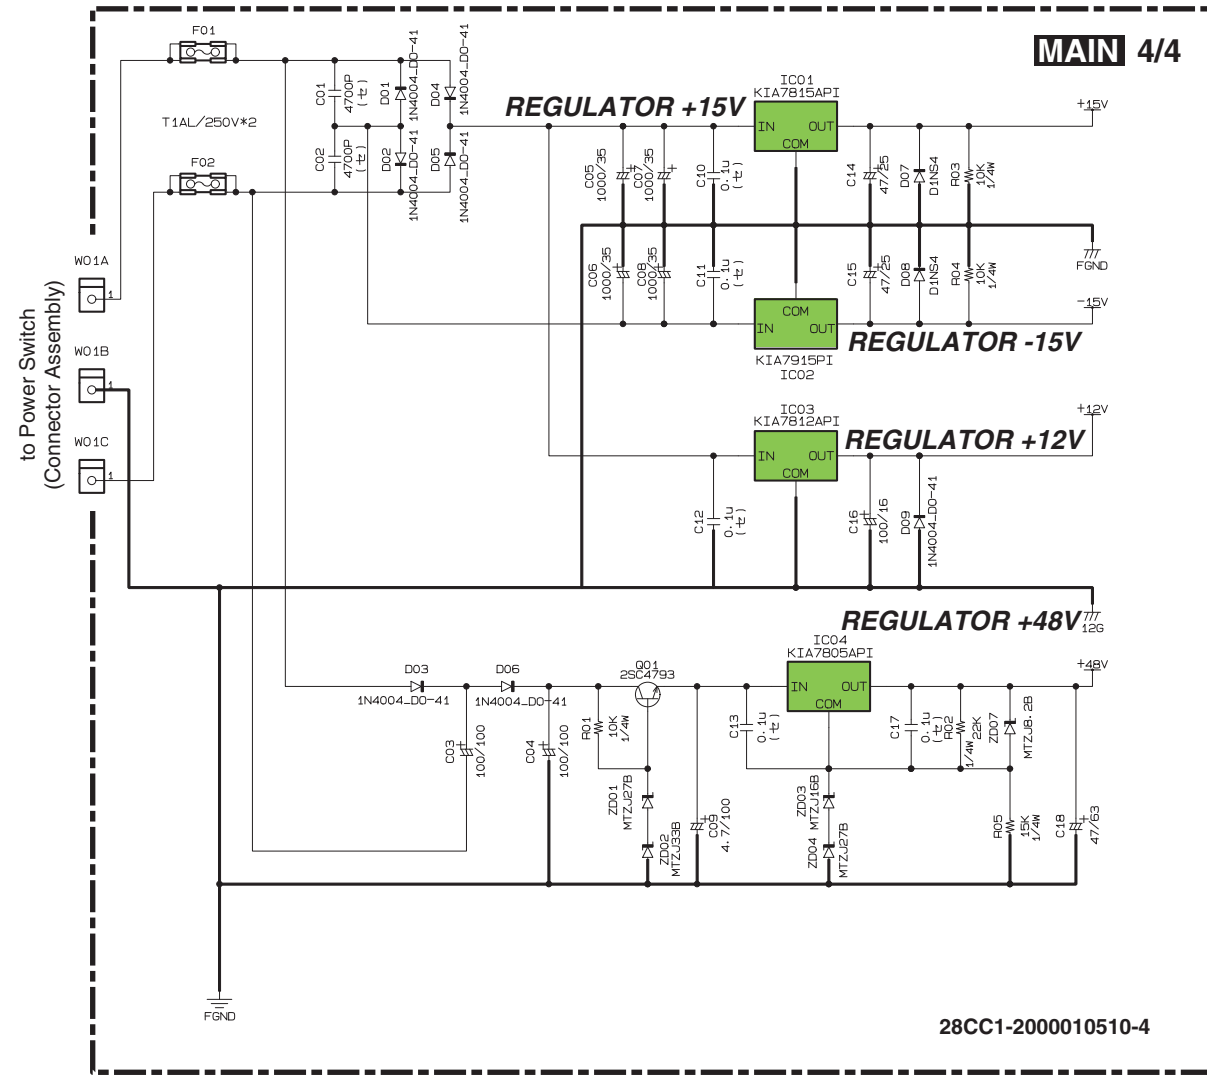 MAIN 4/4
F01
T1AL/250V*2
F02
C01
4700P
(セ)
D01
1N4004_DO-41
D04
1N4004_DO-41
C02
4700P
(セ)
D02
1N4004_DO-41
D05
1N4004_DO-41
REGULATOR +15V
IC01
KIA7815API
IN OUT
COM
+15V
C05
1000/35
C07
1000/35
C10
0.1u
(セ)
C14
47/25
D07
D1NS4
R03
10K
1/4W
FGND
C06
1000/35
C08
1000/35
C11
0.1u
(セ)
C15
47/25
D08
D1NS4
R04
10K
1/4W
-15V
COM
IN OUT
KIA7915PI
IC02
REGULATOR -15V
to Power Switch
(Connector Assembly)
W01A
1
W01B
1
W01C
1
IC03
KIA7812API
IN OUT
COM
REGULATOR +12V
+12V
C12
0.1u
(セ)
C16
100/16
D09
1N4004_DO-41
12G
REGULATOR +48V
IC04
KIA7805API
IN OUT
COM
+48V
D03
1N4004_DO-41
D06
1N4004_DO-41
Q01
2SC4793
C03
100/100
C04
100/100
R01
10K
1/4W
C13
0.1u
(セ)
C17
0.1u
(セ)
R02
22K
1/4W
ZD07
MTZJ8.2B
ZD01
MTZJ27B
ZD02
MTZJ33B
C09
4.7/100
ZD03
MTZJ16B
ZD04
MTZJ27B
R05
15K
1/4W
C18
47/63
FGND
28CC1-2000010510-4